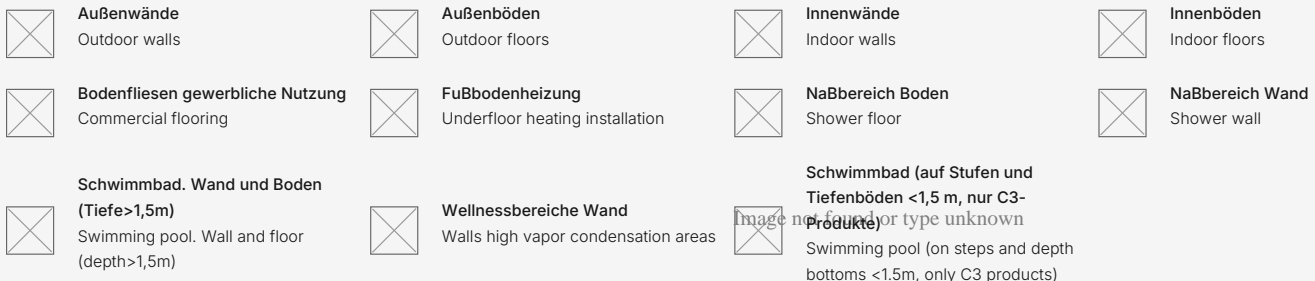 Außenwände
Outdoor walls
Außenböden
Outdoor floors
Innenwände
Indoor walls
Innenböden
Indoor floors
Bodenfliesen gewerbliche Nutzung
Commercial flooring
FuBbodenheizung
Underfloor heating installation
NaBbereich Boden
Shower floor
NaBbereich Wand
Shower wall
Schwimmbad. Wand und Boden
(Tiefe>1,5m)
Swimming pool. Wall and floor
(depth>1,5m)
Wellnessbereiche Wand
Walls high vapor condensation areas
Schwimmbad (auf Stufen und
Tiefenböden <1,5 m, nur C3-
Produkte)
Image not found or type unknown
Swimming pool (on steps and depth
bottoms <1.5m, only C3 products)